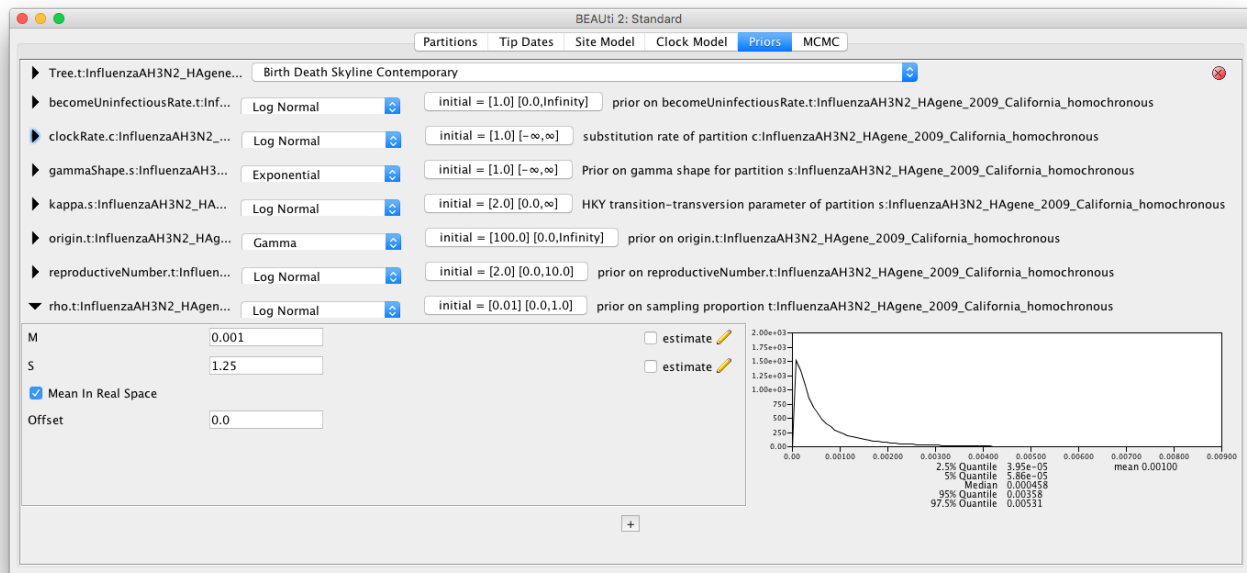 BEAUti 2: Standard
Partitions Tip Dates Site Model Clock Model Priors MCMC
Tree.t:InfluenzaAH3N2_HAgene... Birth Death Skyline Contemporary
becomeUninfectiousRate.t:Inf... Log Normal initial = [1.0] [0.0,Infinity] prior on becomeUninfectiousRate.t:InfluenzaAH3N2_HAgene_2009_California_homochronous
clockRate.c:InfluenzaAH3N2_... Log Normal initial = [1.0] [-∞,∞] substitution rate of partition c:InfluenzaAH3N2_HAgene_2009_California_homochronous
gammaShape.s:InfluenzaAH3... Exponential initial = [1.0] [-∞,∞] Prior on gamma shape for partition s:InfluenzaAH3N2_HAgene_2009_California_homochronous
kappa.s:InfluenzaAH3N2_HA... Log Normal initial = [2.0] [0.0,∞] HKY transition-transversion parameter of partition s:InfluenzaAH3N2_HAgene_2009_California_homochronous
origin.t:InfluenzaAH3N2_HAg... Gamma initial = [100.0] [0.0,Infinity] prior on origin.t:InfluenzaAH3N2_HAgene_2009_California_homochronous
reproductiveNumber.t:Influen... Log Normal initial = [2.0] [0.0,10.0] prior on reproductiveNumber.t:InfluenzaAH3N2_HAgene_2009_California_homochronous
rho.t:InfluenzaAH3N2_HAgen... Log Normal initial = [0.01] [0.0,1.0] prior on sampling proportion t:InfluenzaAH3N2_HAgene_2009_California_homochronous
M 0.001 estimate
S 1.25 estimate
Mean In Real Space
Offset 0.0
2.00e+03
1.75e+03
1.50e+03
1.25e+03
1.00e+03
750
500
250
0.00
0.00 0.00100 0.00200 0.00300 0.00400 0.00500 0.00600 0.00700 0.00800 0.00900
2.5% Quantile 3.95e-05 mean 0.00100
5% Quantile 5.86e-05
Median 0.000458
95% Quantile 0.00358
97.5% Quantile 0.00531
+